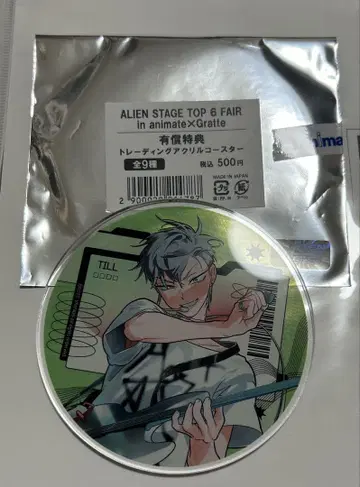 ALIEN STAGE TOP 6 FAIR
in animate×Gratte
有償特典
トレーディングアクリルコースター
全9種
税込 500円
MADE IN JAPAN
TILL